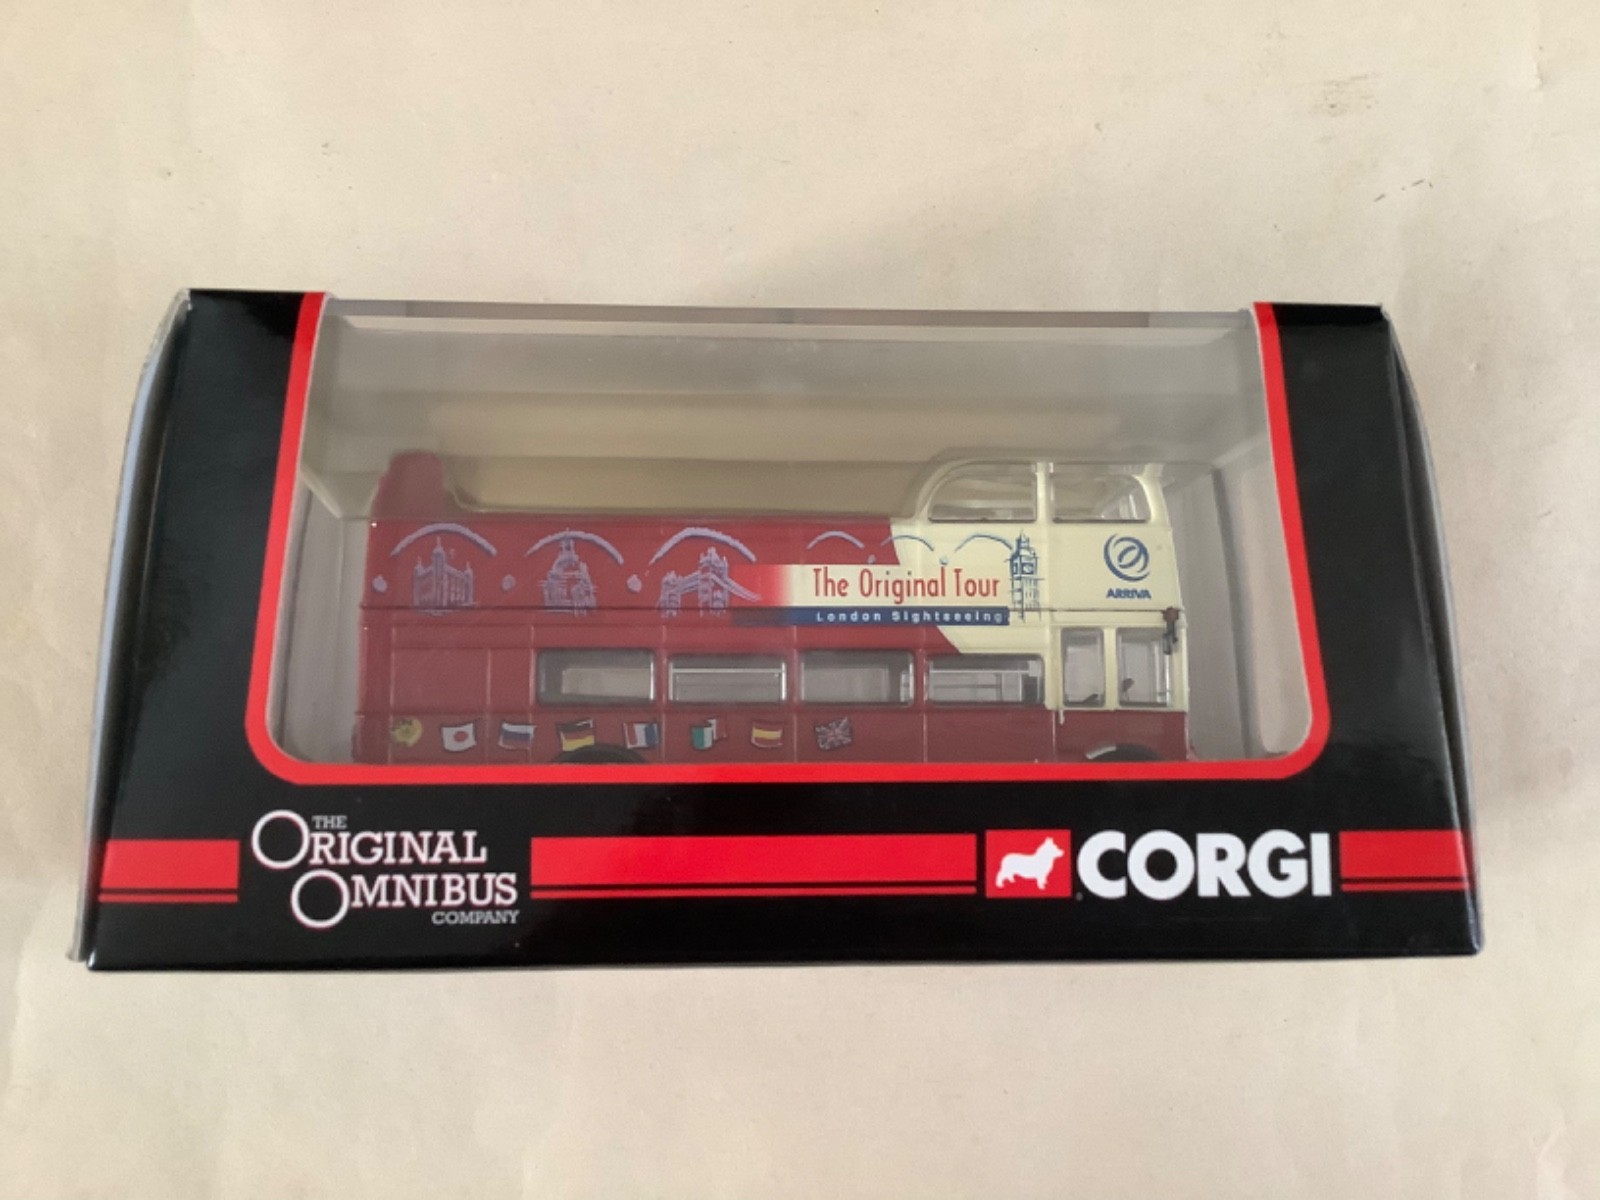 The Original Tour
London Sightseeing
ARRIVA
THE
ORIGINAL
OMNIBUS
COMPANY
CORGI